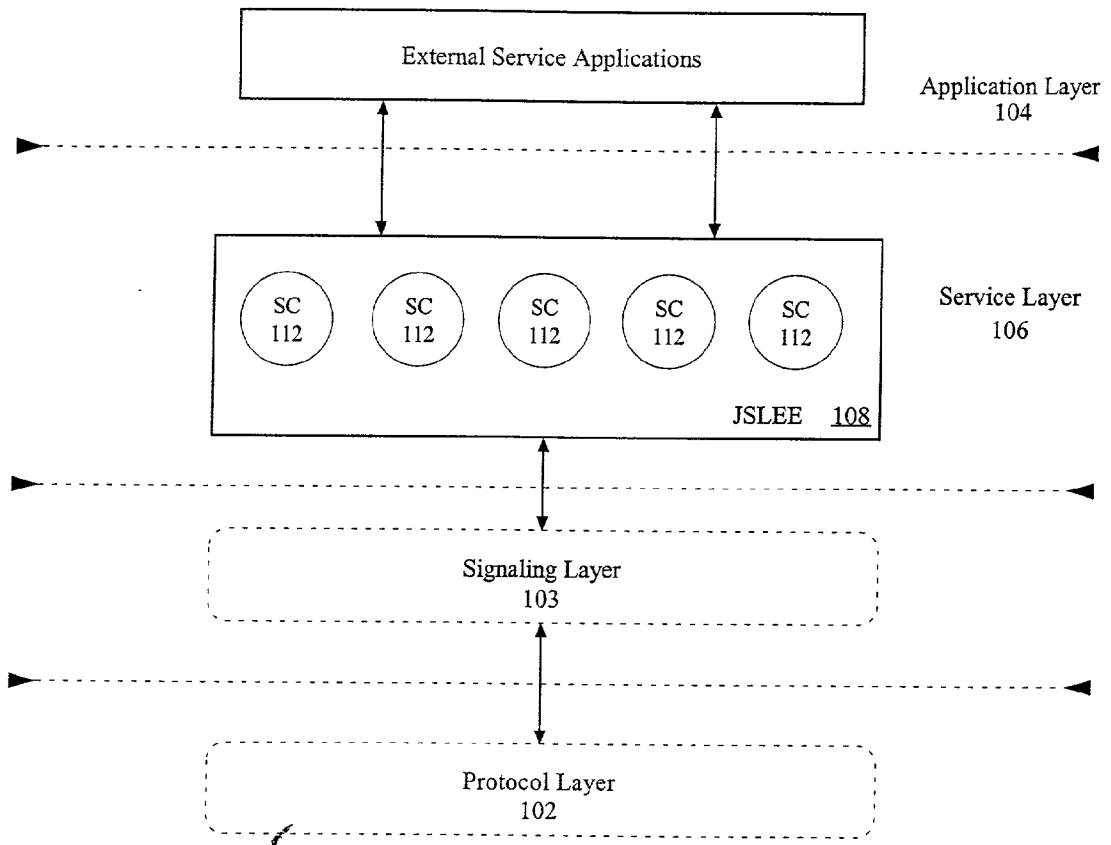 External Service Applications
Application Layer
104
SC
112
SC
112
SC
112
SC
112
SC
112
Service Layer
106
JSLEE 108
Signaling Layer
103
Protocol Layer
102